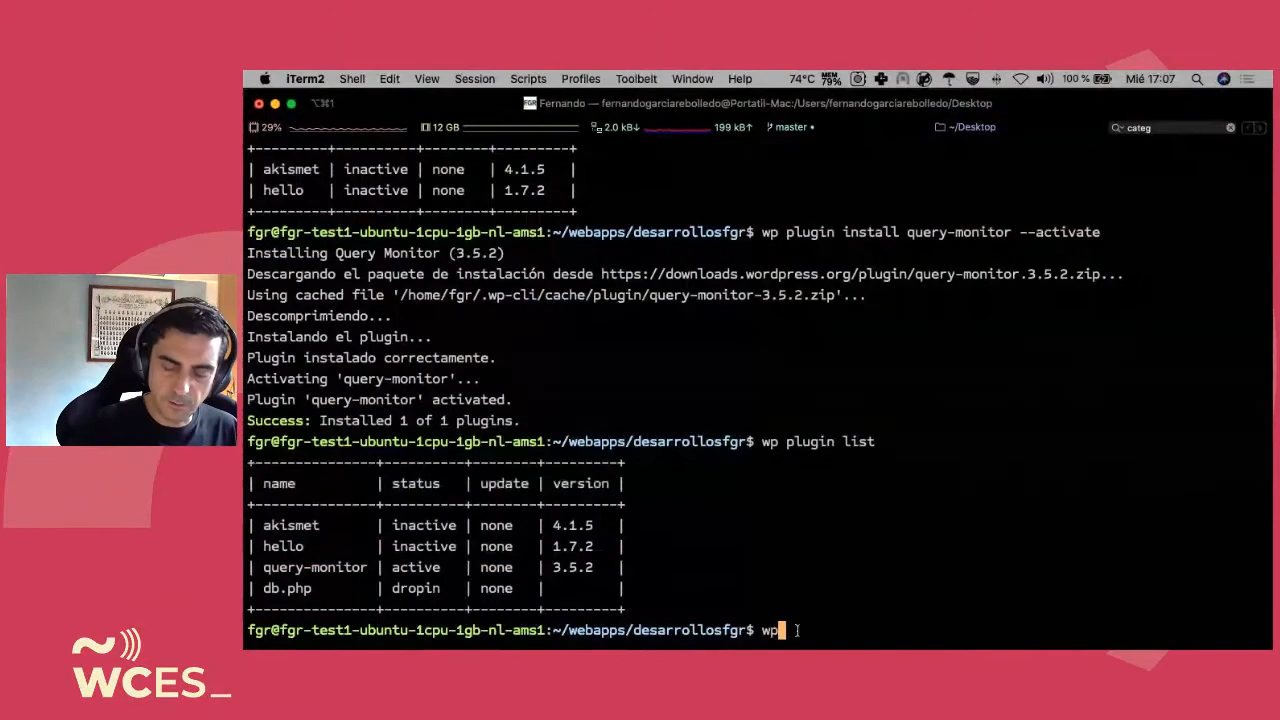 iTerm2 Shell Edit View Session Scripts Profiles Toolbelt Window Help 74°C MEM 79% 100 % Mié 17:07
⌥⌘1 FGR Fernando — fernandogarciarebolledo@Portatil-Mac:/Users/fernandogarciarebolledo/Desktop
29% 12 GB 2.0 kB↓ 199 kB↑ master • ~/Desktop categ
+---------+----------+--------+---------+
| akismet | inactive | none | 4.1.5 |
| hello | inactive | none | 1.7.2 |
+---------+----------+--------+---------+
fgr@fgr-test1-ubuntu-1cpu-1gb-nl-ams1:~/webapps/desarrollosfgr$ wp plugin install query-monitor --activate
Installing Query Monitor (3.5.2)
Descargando el paquete de instalación desde https://downloads.wordpress.org/plugin/query-monitor.3.5.2.zip...
Using cached file '/home/fgr/.wp-cli/cache/plugin/query-monitor-3.5.2.zip'...
Descomprimiendo...
Instalando el plugin...
Plugin instalado correctamente.
Activating 'query-monitor'...
Plugin 'query-monitor' activated.
Success: Installed 1 of 1 plugins.
fgr@fgr-test1-ubuntu-1cpu-1gb-nl-ams1:~/webapps/desarrollosfgr$ wp plugin list
+---------------+----------+--------+---------+
| name | status | update | version |
+---------------+----------+--------+---------+
| akismet | inactive | none | 4.1.5 |
| hello | inactive | none | 1.7.2 |
| query-monitor | active | none | 3.5.2 |
| db.php | dropin | none | |
+---------------+----------+--------+---------+
fgr@fgr-test1-ubuntu-1cpu-1gb-nl-ams1:~/webapps/desarrollosfgr$ wp
WCES_